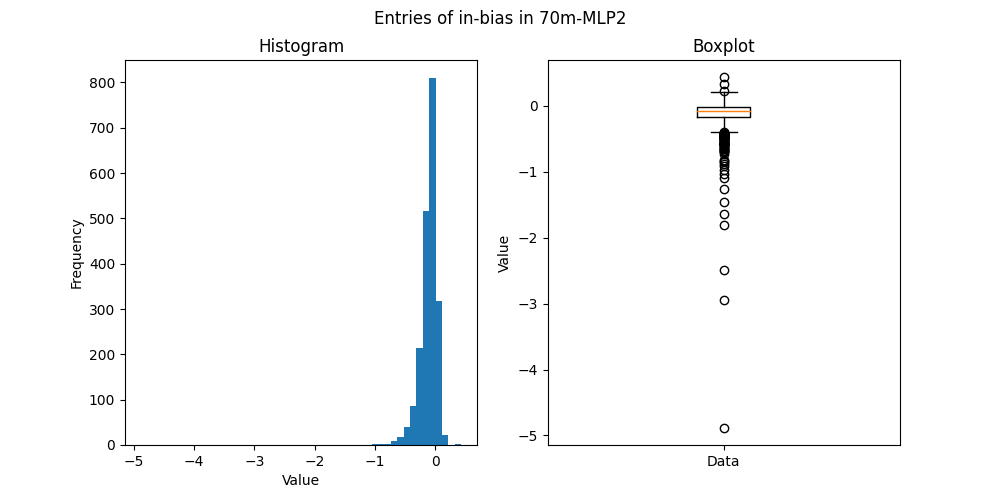 Entries of in-bias in 70m-MLP2
Histogram
Frequency
800
700
600
500
400
300
200
100
0
−5 −4 −3 −2 −1 0
Value
Boxplot
Value
0
−1
−2
−3
−4
−5
Data